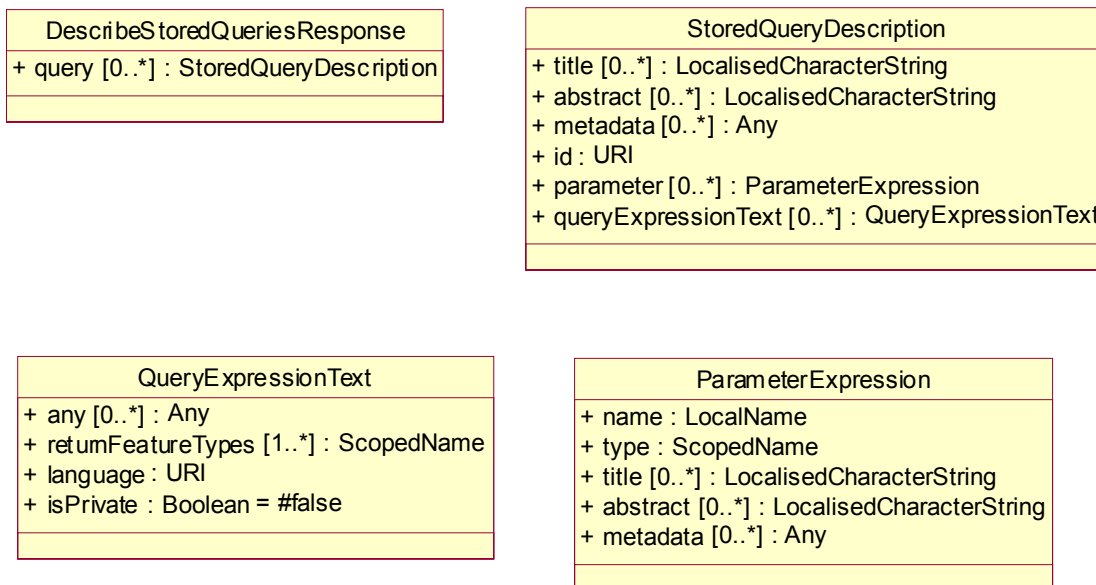 DescribeStoredQueriesResponse
+ query [0..*] : StoredQueryDescription
StoredQueryDescription
+ title [0..*] : LocalisedCharacterString
+ abstract [0..*] : LocalisedCharacterString
+ metadata [0..*] : Any
+ id : URI
+ parameter [0..*] : ParameterExpression
+ queryExpressionText [0..*] : QueryExpressionText
QueryExpressionText
+ any [0..*] : Any
+ returnFeatureTypes [1..*] : ScopedName
+ language : URI
+ isPrivate : Boolean = #false
ParameterExpression
+ name : LocalName
+ type : ScopedName
+ title [0..*] : LocalisedCharacterString
+ abstract [0..*] : LocalisedCharacterString
+ metadata [0..*] : Any